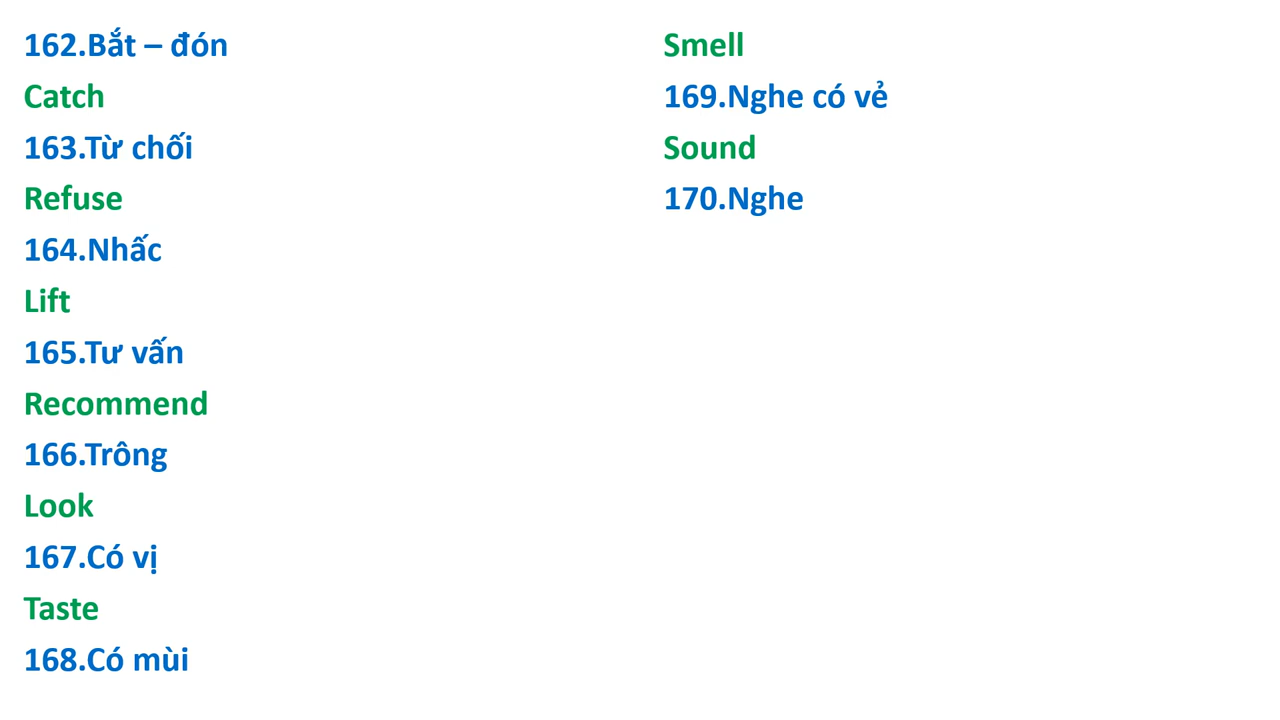 162.Bắt – đón
Catch
163.Từ chối
Refuse
164.Nhấc
Lift
165.Tư vấn
Recommend
166.Trông
Look
167.Có vị
Taste
168.Có mùi
Smell
169.Nghe có vẻ
Sound
170.Nghe